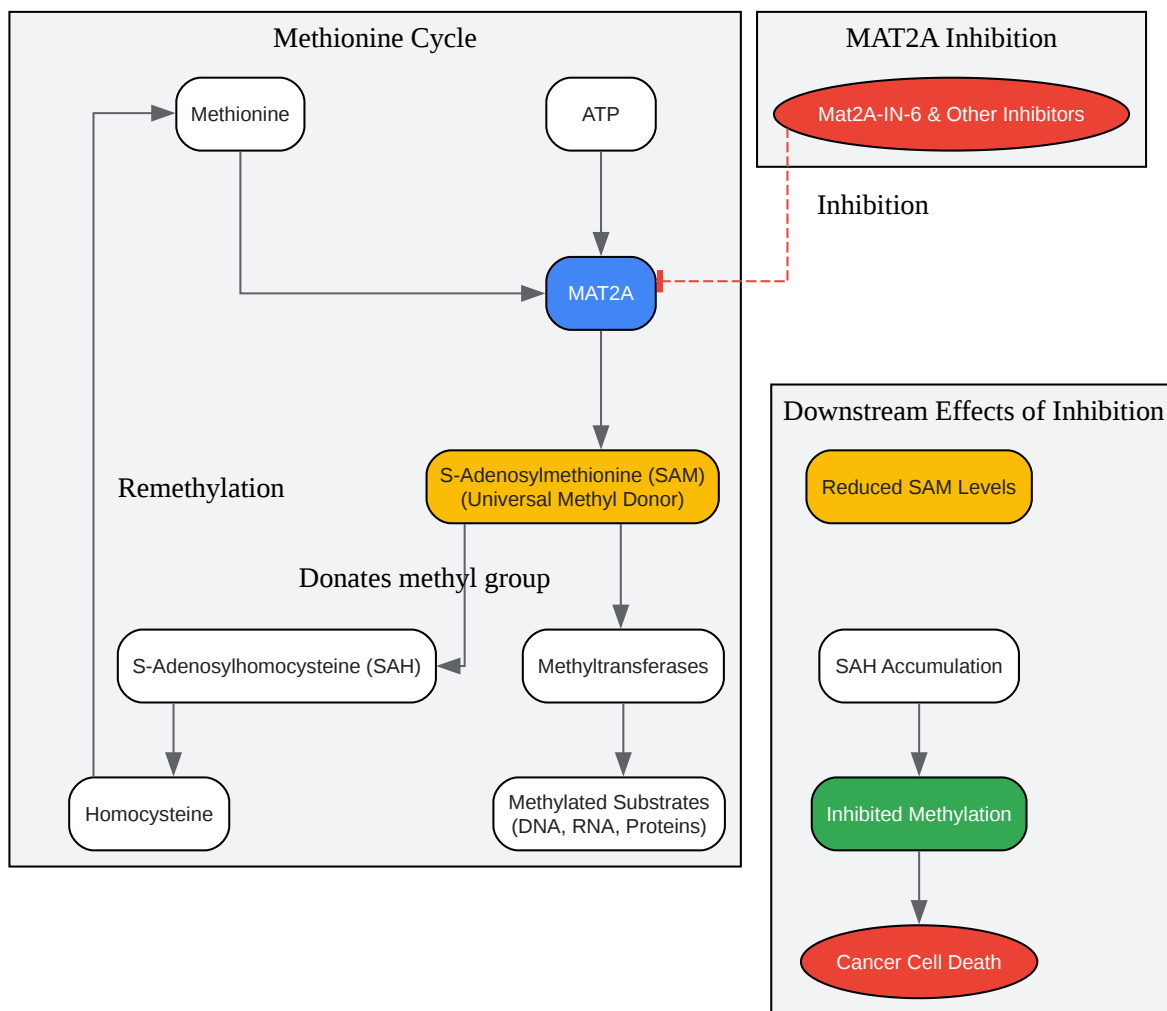 Methionine Cycle
Methionine
ATP
MAT2A
S-Adenosylmethionine (SAM)
(Universal Methyl Donor)
Remethylation
Donates methyl group
S-Adenosylhomocysteine (SAH)
Methyltransferases
Homocysteine
Methylated Substrates
(DNA, RNA, Proteins)
MAT2A Inhibition
Mat2A-IN-6 & Other Inhibitors
Inhibition
Downstream Effects of Inhibition
Reduced SAM Levels
SAH Accumulation
Inhibited Methylation
Cancer Cell Death